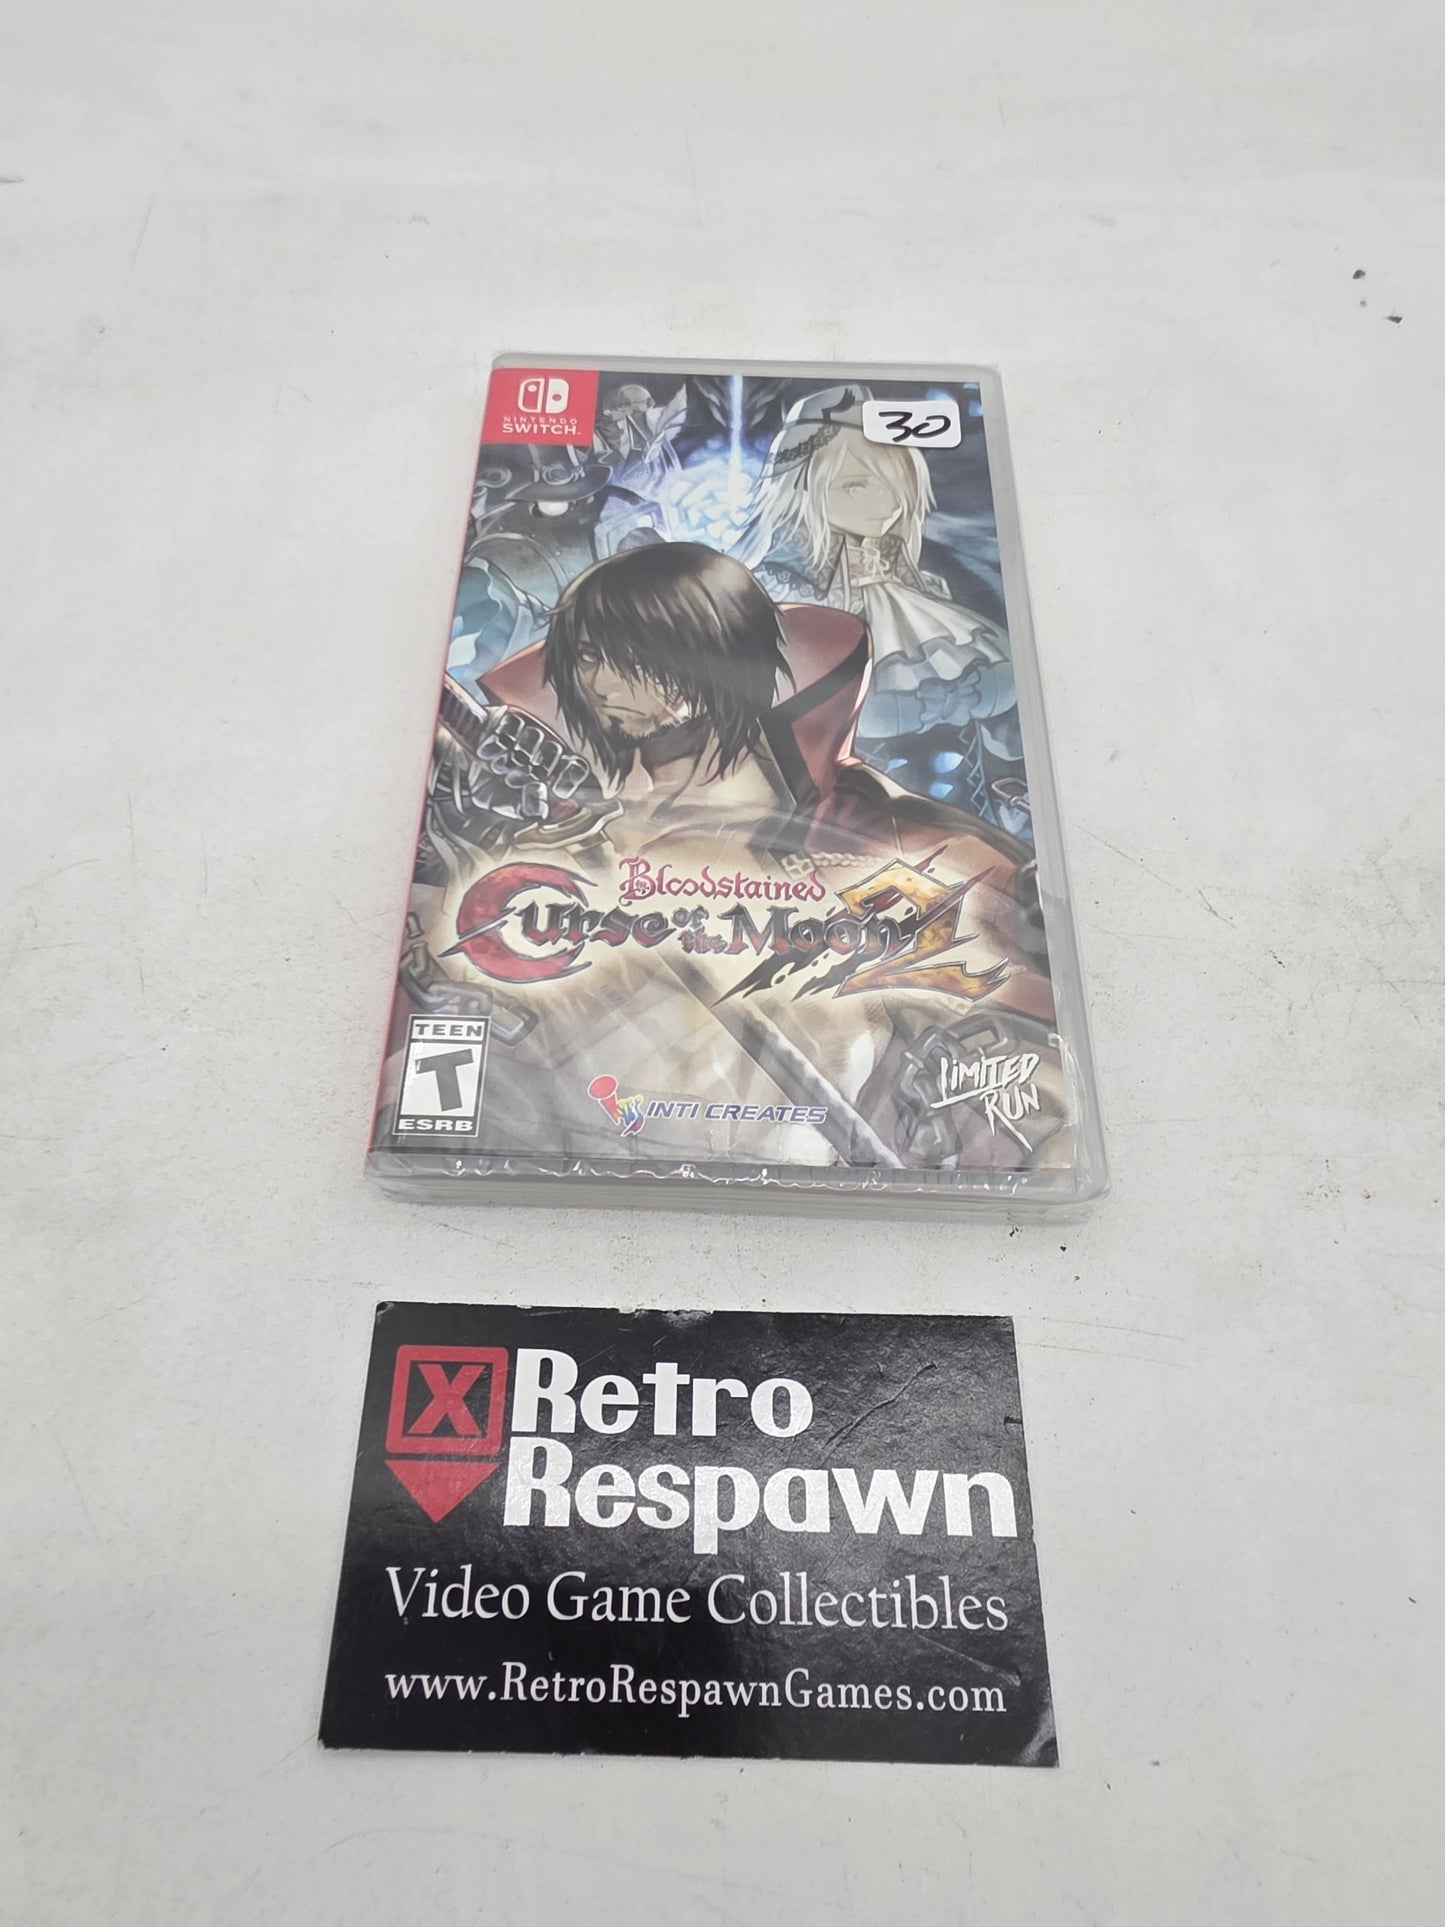 NINTENDO
SWITCH™
30
Bloodstained
Curse of the Moon 2
TEEN
T
ESRB
INTI CREATES
LIMITED
RUN
X
Retro
Respawn
Video Game Collectibles
www.RetroRespawnGames.com